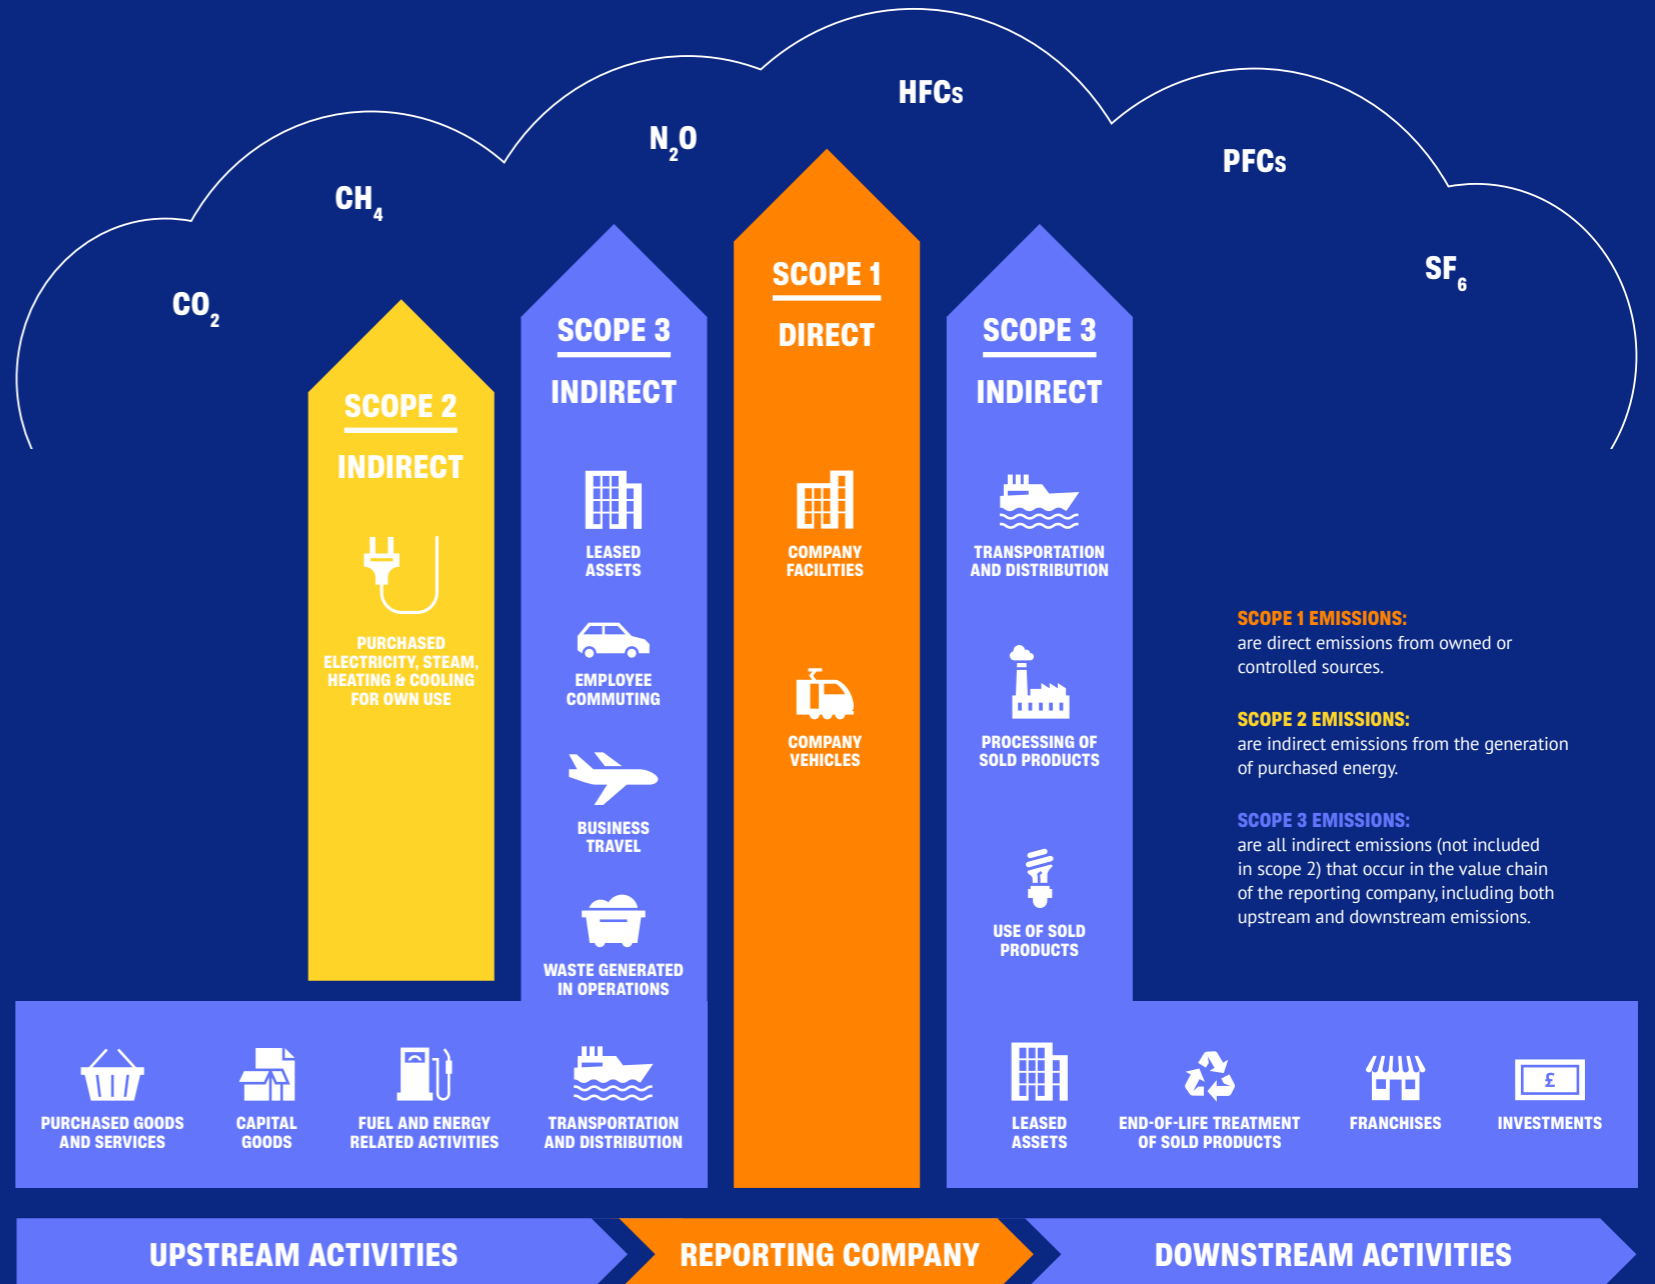 HFCs
N₂O
PFCs
CH₄
SF₆
CO₂
SCOPE 2
INDIRECT
PURCHASED
ELECTRICITY, STEAM,
HEATING & COOLING
FOR OWN USE
SCOPE 3
INDIRECT
LEASED
ASSETS
EMPLOYEE
COMMUTING
BUSINESS
TRAVEL
WASTE GENERATED
IN OPERATIONS
PURCHASED GOODS
AND SERVICES
CAPITAL
GOODS
FUEL AND ENERGY
RELATED ACTIVITIES
TRANSPORTATION
AND DISTRIBUTION
SCOPE 1
DIRECT
COMPANY
FACILITIES
COMPANY
VEHICLES
SCOPE 3
INDIRECT
TRANSPORTATION
AND DISTRIBUTION
PROCESSING OF
SOLD PRODUCTS
USE OF SOLD
PRODUCTS
LEASED
ASSETS
END-OF-LIFE TREATMENT
OF SOLD PRODUCTS
FRANCHISES
£
INVESTMENTS
SCOPE 1 EMISSIONS:
are direct emissions from owned or
controlled sources.
SCOPE 2 EMISSIONS:
are indirect emissions from the generation
of purchased energy.
SCOPE 3 EMISSIONS:
are all indirect emissions (not included
in scope 2) that occur in the value chain
of the reporting company, including both
upstream and downstream emissions.
UPSTREAM ACTIVITIES
REPORTING COMPANY
DOWNSTREAM ACTIVITIES